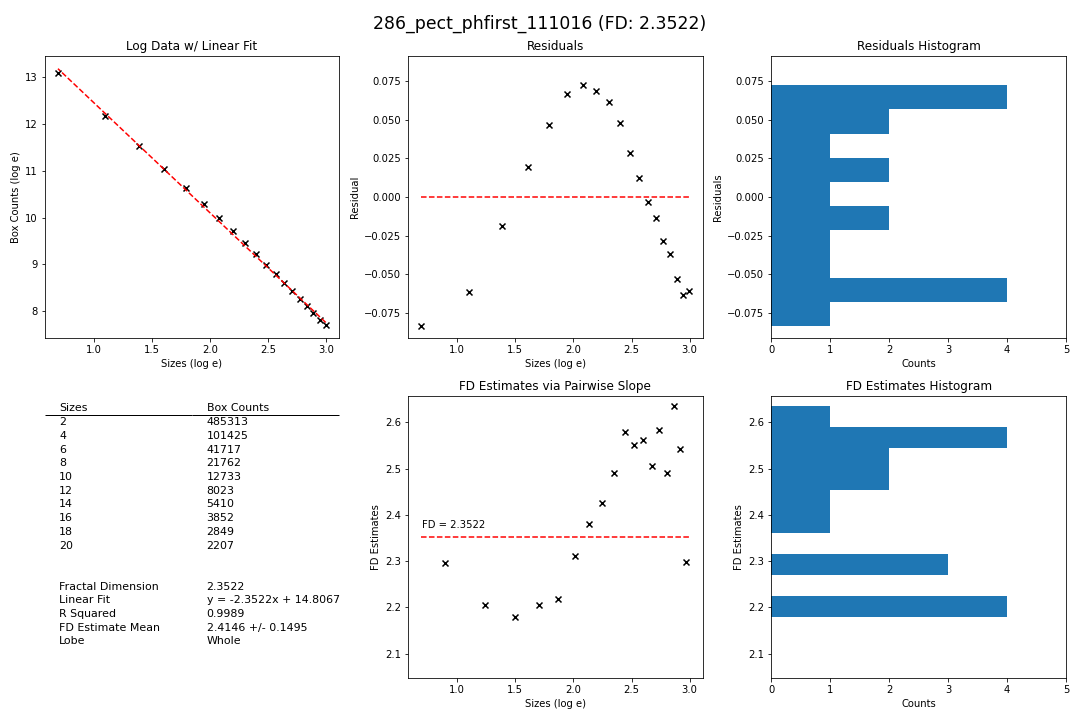 286_pect_phfirst_111016 (FD: 2.3522)
Log Data w/ Linear Fit
Box Counts (log e)
13
12
11
10
9
8
1.0 1.5 2.0 2.5 3.0
Sizes (log e)
Residuals
Residual
0.075
0.050
0.025
0.000
−0.025
−0.050
−0.075
1.0 1.5 2.0 2.5 3.0
Sizes (log e)
Residuals Histogram
Residuals
0.075
0.050
0.025
0.000
−0.025
−0.050
−0.075
0 1 2 3 4 5
Counts
Sizes Box Counts
2 485313
4 101425
6 41717
8 21762
10 12733
12 8023
14 5410
16 3852
18 2849
20 2207
Fractal Dimension 2.3522
Linear Fit y = -2.3522x + 14.8067
R Squared 0.9989
FD Estimate Mean 2.4146 +/- 0.1495
Lobe Whole
FD Estimates via Pairwise Slope
FD Estimates
2.6
2.5
2.4
2.3
2.2
2.1
FD = 2.3522
1.0 1.5 2.0 2.5 3.0
Sizes (log e)
FD Estimates Histogram
FD Estimates
2.6
2.5
2.4
2.3
2.2
2.1
0 1 2 3 4 5
Counts